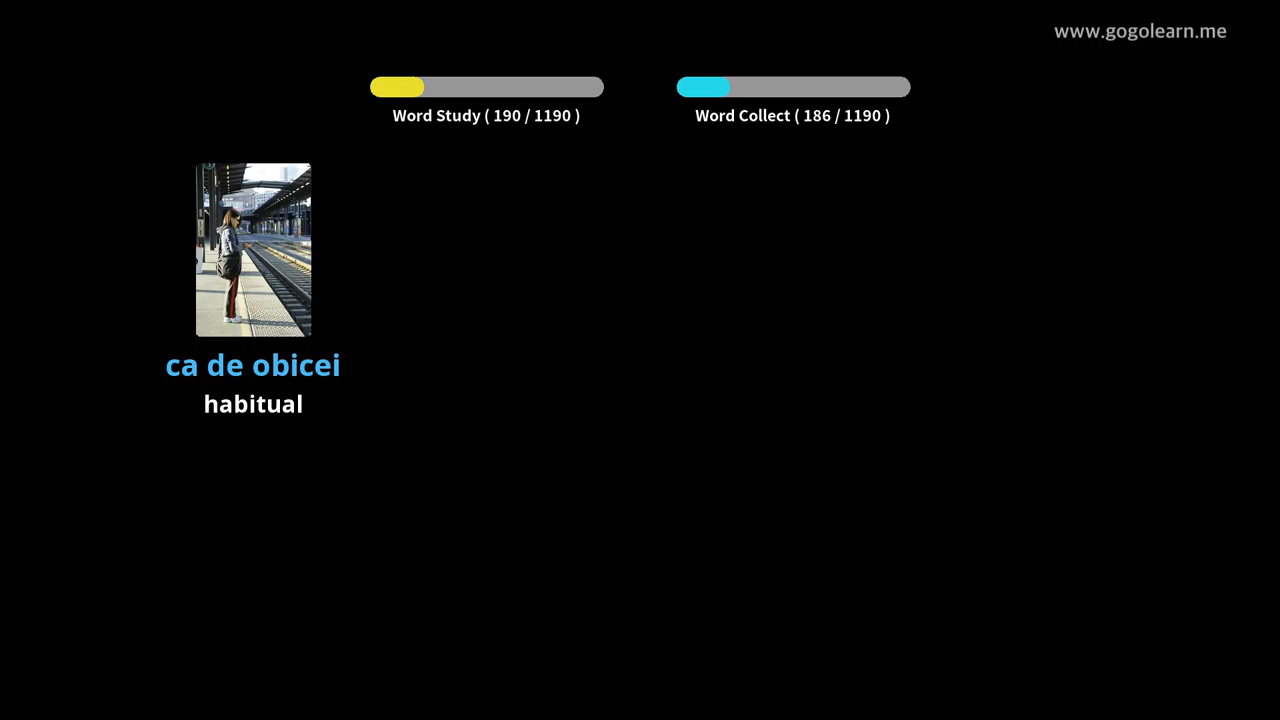 www.gogolearn.me
Word Study ( 190 / 1190 )
Word Collect ( 186 / 1190 )
ca de obicei
habitual